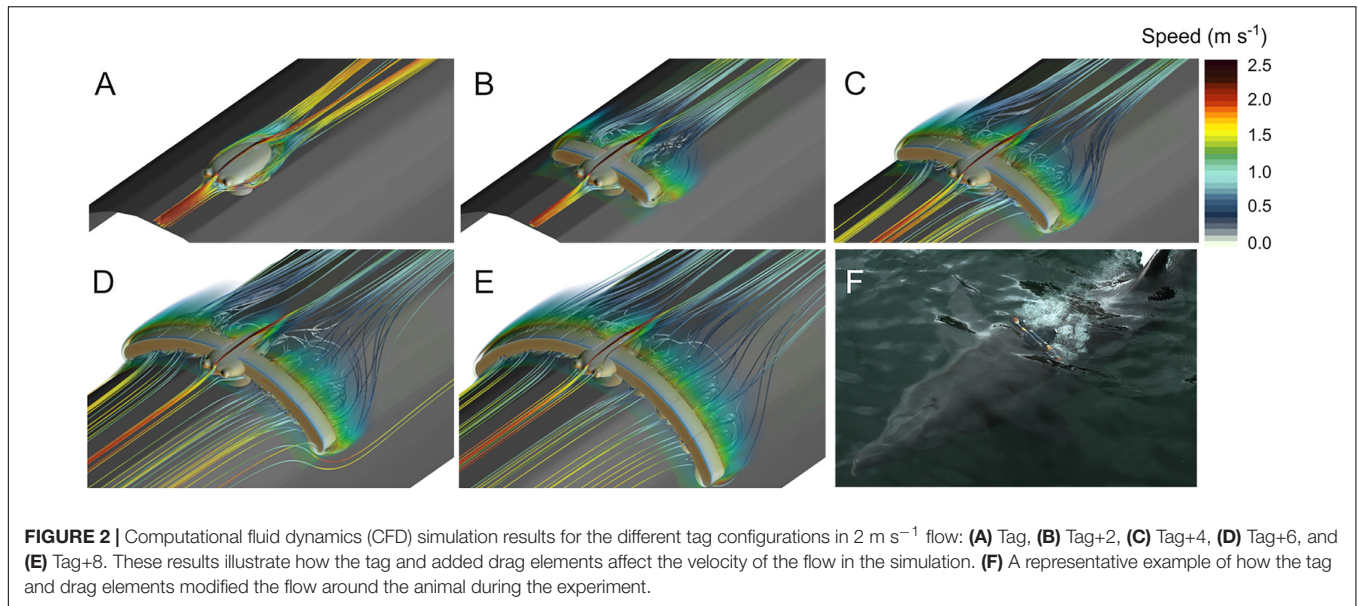 Speed (m s-1)
A
B
C
2.5
2.0
1.5
1.0
0.5
0.0
D
E
F
FIGURE 2 | Computational fluid dynamics (CFD) simulation results for the different tag configurations in 2 m s−1 flow: (A) Tag, (B) Tag+2, (C) Tag+4, (D) Tag+6, and
(E) Tag+8. These results illustrate how the tag and added drag elements affect the velocity of the flow in the simulation. (F) A representative example of how the tag
and drag elements modified the flow around the animal during the experiment.